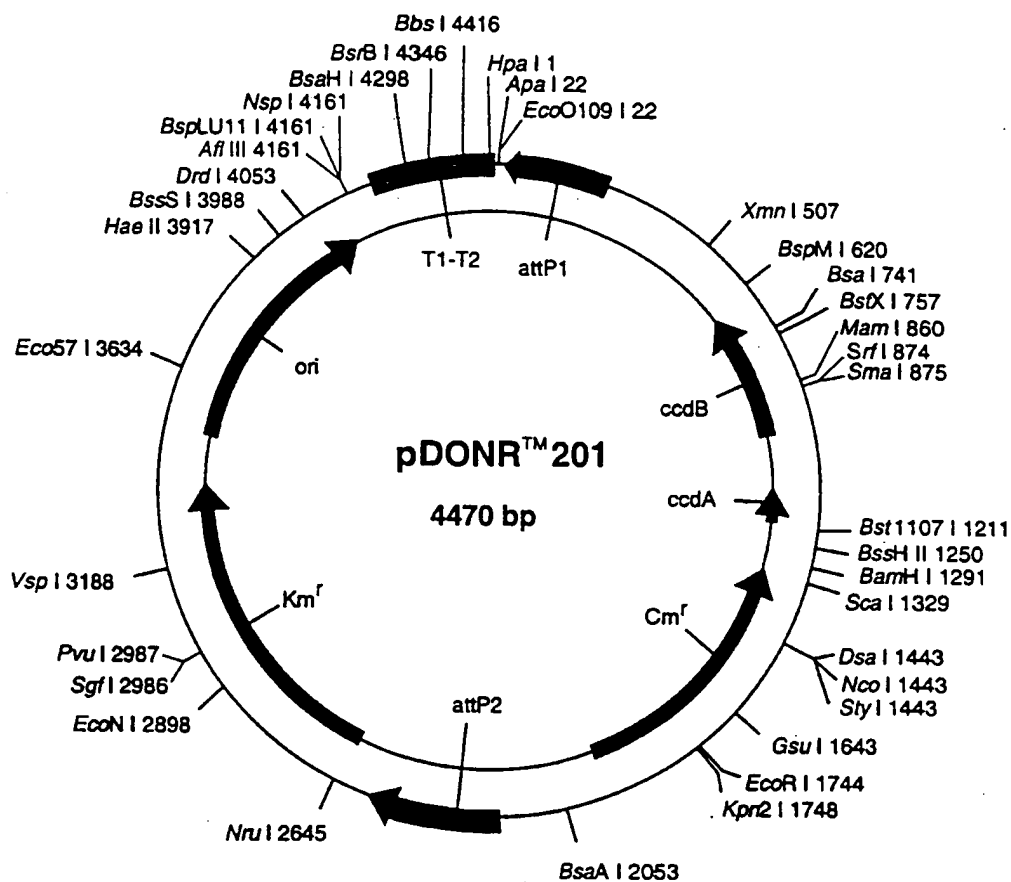 Bbs I 4416
BsrB I 4346
BsaH I 4298
Nsp I 4161
BspLU11 I 4161
Afl III 4161
Drd I 4053
BssS I 3988
Hae II 3917
Eco57 I 3634
Vsp I 3188
Pvu I 2987
Sgf I 2986
EcoN I 2898
Nru I 2645
Hpa I 1
Apa I 22
EcoO109 I 22
Xmn I 507
BspM I 620
Bsa I 741
BstX I 757
Mam I 860
Srf I 874
Sma I 875
Bst1107 I 1211
BssH II 1250
BamH I 1291
Sca I 1329
Dsa I 1443
Nco I 1443
Sty I 1443
Gsu I 1643
EcoR I 1744
Kpn2 I 1748
BsaA I 2053
T1-T2
attP1
ori
ccdB
pDONR™201
4470 bp
ccdA
Kmr
Cmr
attP2